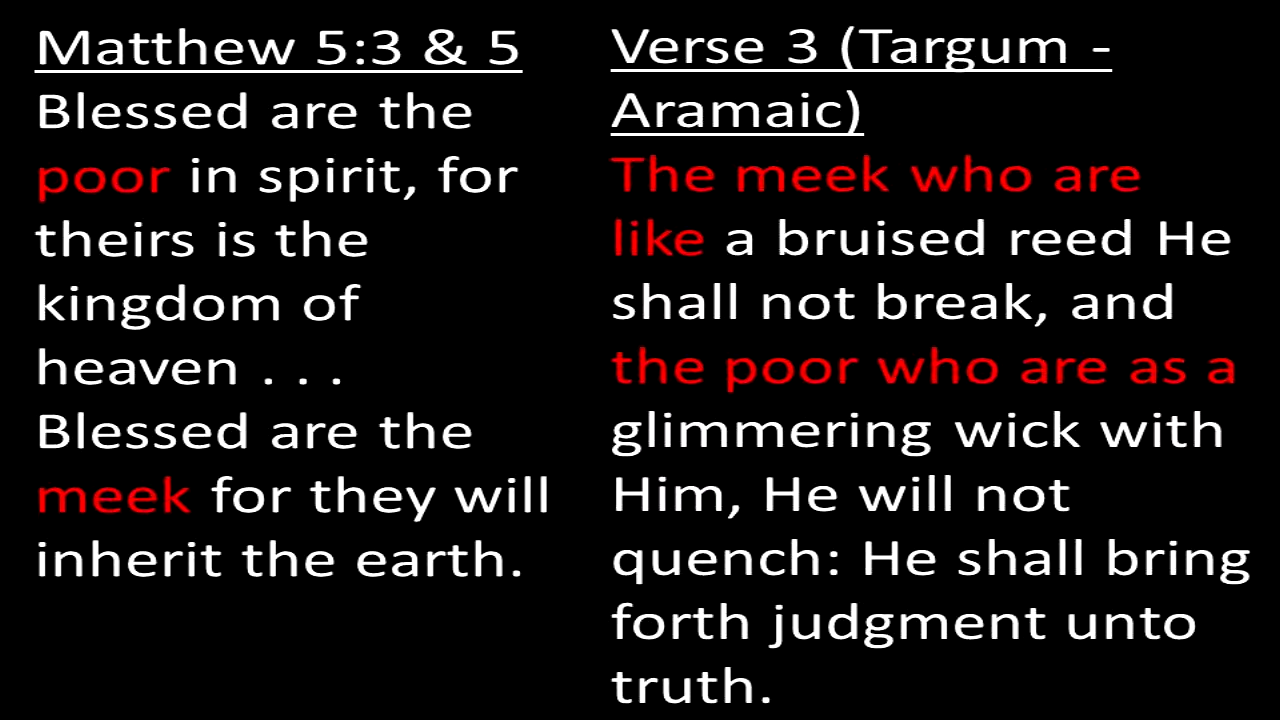 Matthew 5:3 & 5
Blessed are the
poor in spirit, for
theirs is the
kingdom of
heaven . . .
Blessed are the
meek for they will
inherit the earth.
Verse 3 (Targum -
Aramaic)
The meek who are
like a bruised reed He
shall not break, and
the poor who are as a
glimmering wick with
Him, He will not
quench: He shall bring
forth judgment unto
truth.